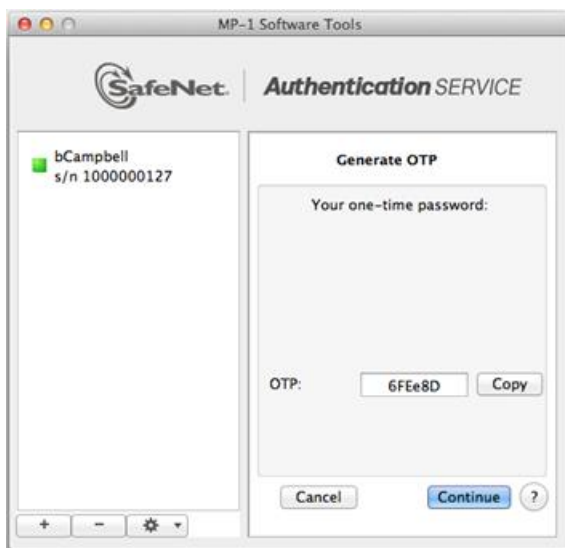 MP-1 Software Tools
SafeNet. Authentication SERVICE
bCampbell
s/n 1000000127
Generate OTP
Your one-time password:
OTP: 6FEe8D Copy
Cancel Continue ?
+ -